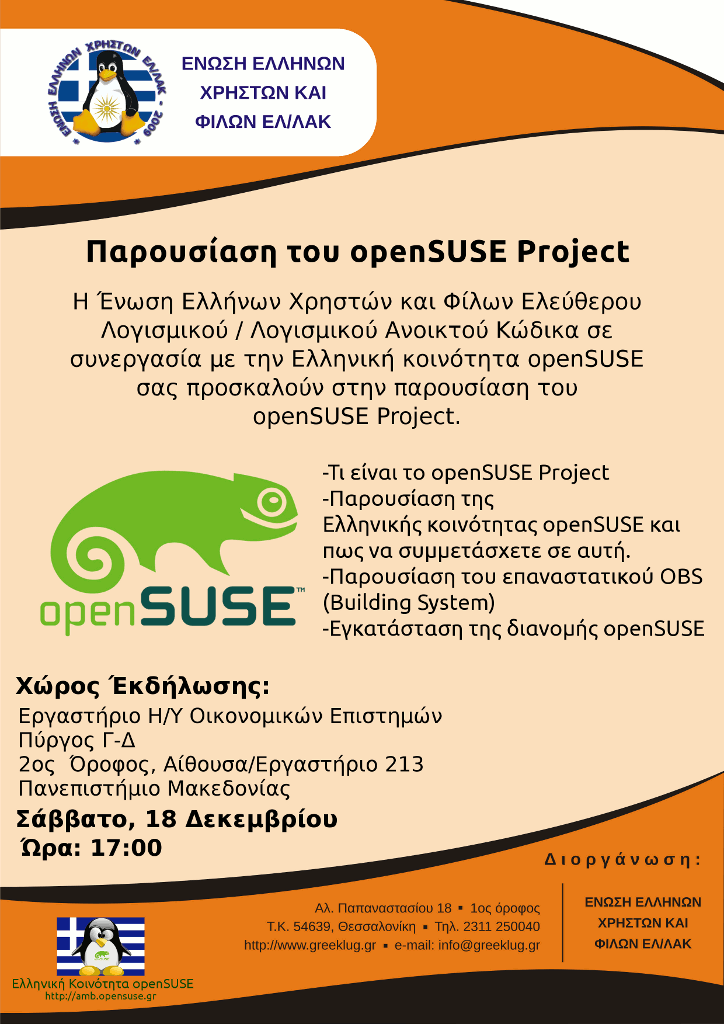 ΕΝΩΣΗ ΕΛΛΗΝΩΝ ΧΡΗΣΤΩΝ ΕΛ/ΛΑΚ - 2009
ΕΝΩΣΗ ΕΛΛΗΝΩΝ
ΧΡΗΣΤΩΝ ΚΑΙ
ΦΙΛΩΝ ΕΛ/ΛΑΚ
Παρουσίαση του openSUSE Project
Η Ένωση Ελλήνων Χρηστών και Φίλων Ελεύθερου
Λογισμικού / Λογισμικού Ανοικτού Κώδικα σε
συνεργασία με την Ελληνική κοινότητα openSUSE
σας προσκαλούν στην παρουσίαση του
openSUSE Project.
-Τι είναι το openSUSE Project
-Παρουσίαση της
Ελληνικής κοινότητας openSUSE και
πως να συμμετάσχετε σε αυτή.
-Παρουσίαση του επαναστατικού OBS
(Building System)
-Εγκατάσταση της διανομής openSUSE
openSUSE™
Χώρος Έκδήλωσης:
Εργαστήριο Η/Υ Οικονομικών Επιστημών
Πύργος Γ-Δ
2ος Όροφος, Αίθουσα/Εργαστήριο 213
Πανεπιστήμιο Μακεδονίας
Σάββατο, 18 Δεκεμβρίου
Ώρα: 17:00
Διοργάνωση:
Αλ. Παπαναστασίου 18 ▪ 1ος όροφος
Τ.Κ. 54639, Θεσσαλονίκη ▪ Τηλ. 2311 250040
http://www.greeklug.gr ▪ e-mail: info@greeklug.gr
ΕΝΩΣΗ ΕΛΛΗΝΩΝ
ΧΡΗΣΤΩΝ ΚΑΙ
ΦΙΛΩΝ ΕΛ/ΛΑΚ
Ελληνική Κοινότητα openSUSE
http://amb.opensuse.gr